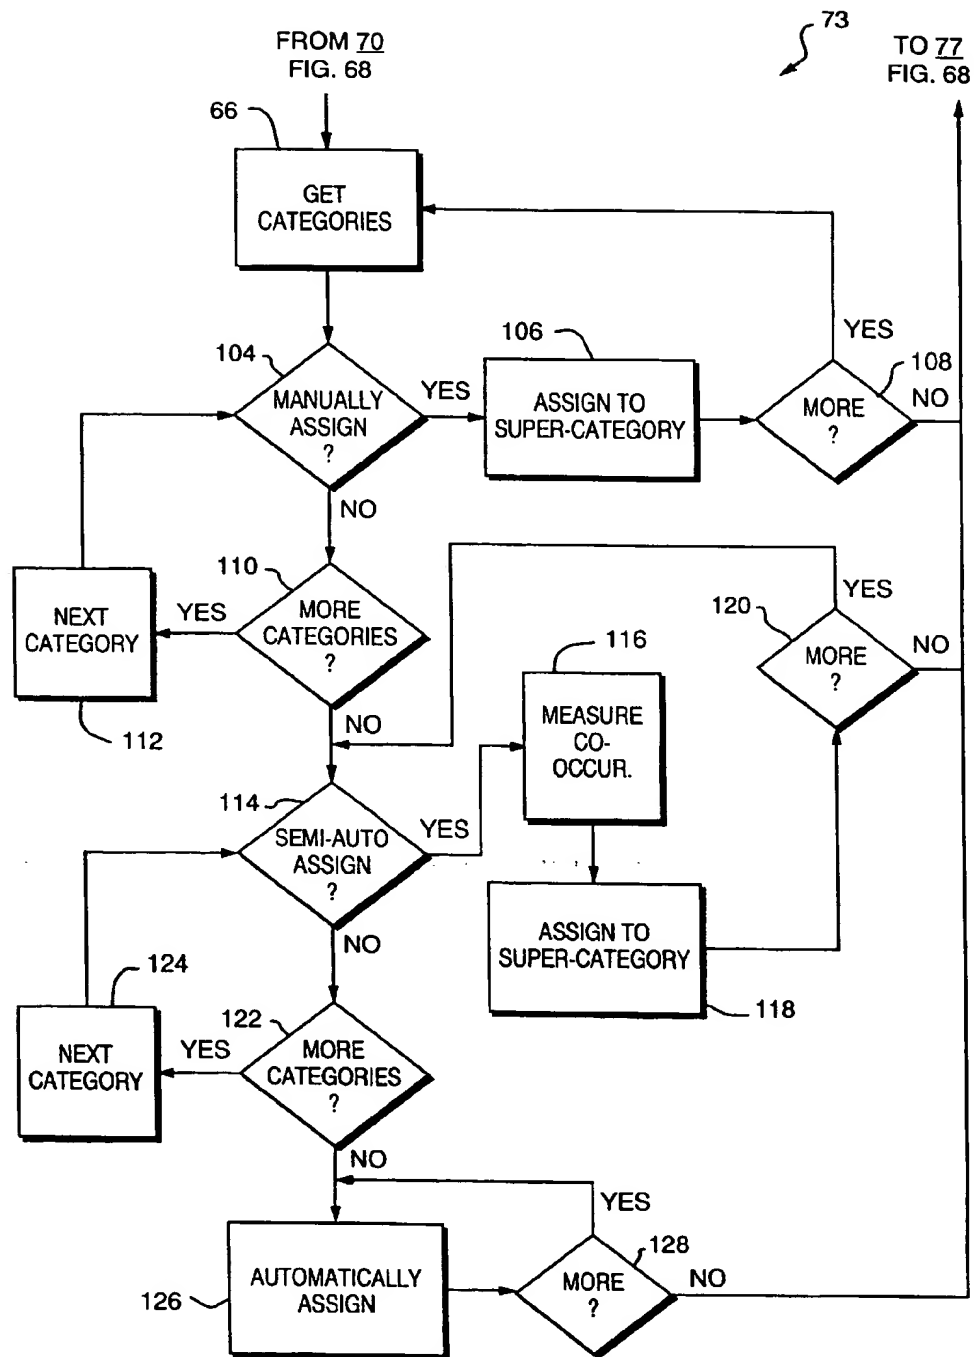 FROM 70
FIG. 68
73
TO 77
FIG. 68
66
GET
CATEGORIES
104
MANUALLY
ASSIGN
?
YES
106
ASSIGN TO
SUPER-CATEGORY
YES
108
MORE
?
NO
NO
110
MORE
CATEGORIES
?
YES
NEXT
CATEGORY
112
NO
116
MEASURE
CO-
OCCUR.
YES
120
MORE
?
NO
114
SEMI-AUTO
ASSIGN
?
YES
ASSIGN TO
SUPER-CATEGORY
118
NO
124
NEXT
CATEGORY
YES
122
MORE
CATEGORIES
?
NO
YES
126
AUTOMATICALLY
ASSIGN
128
MORE
?
NO